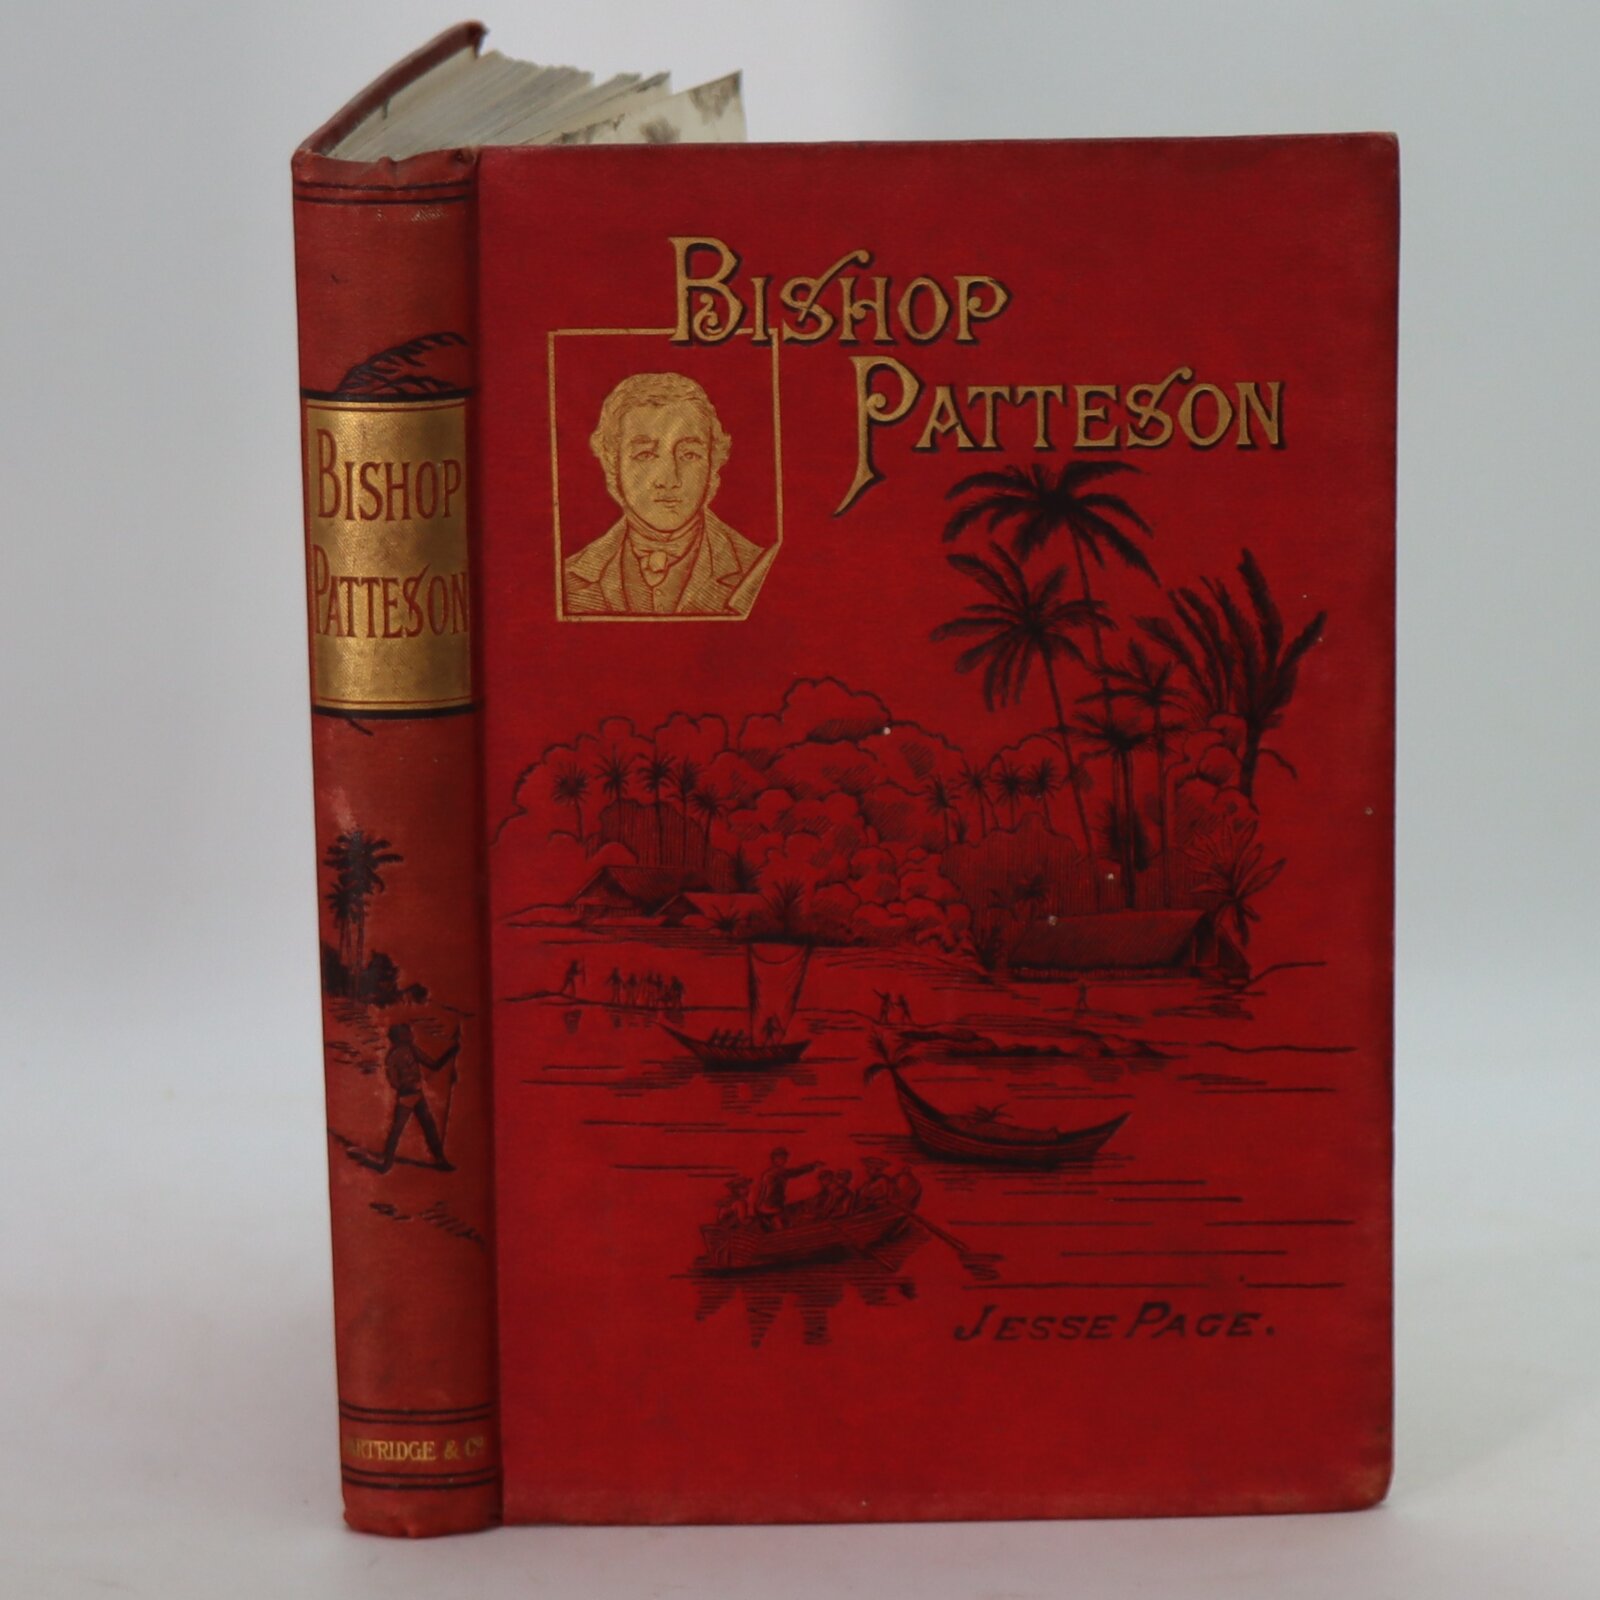 BISHOP
PATTESON
JESSE PAGE.
BISHOP
PATTESON
ARTRIDGE & Co